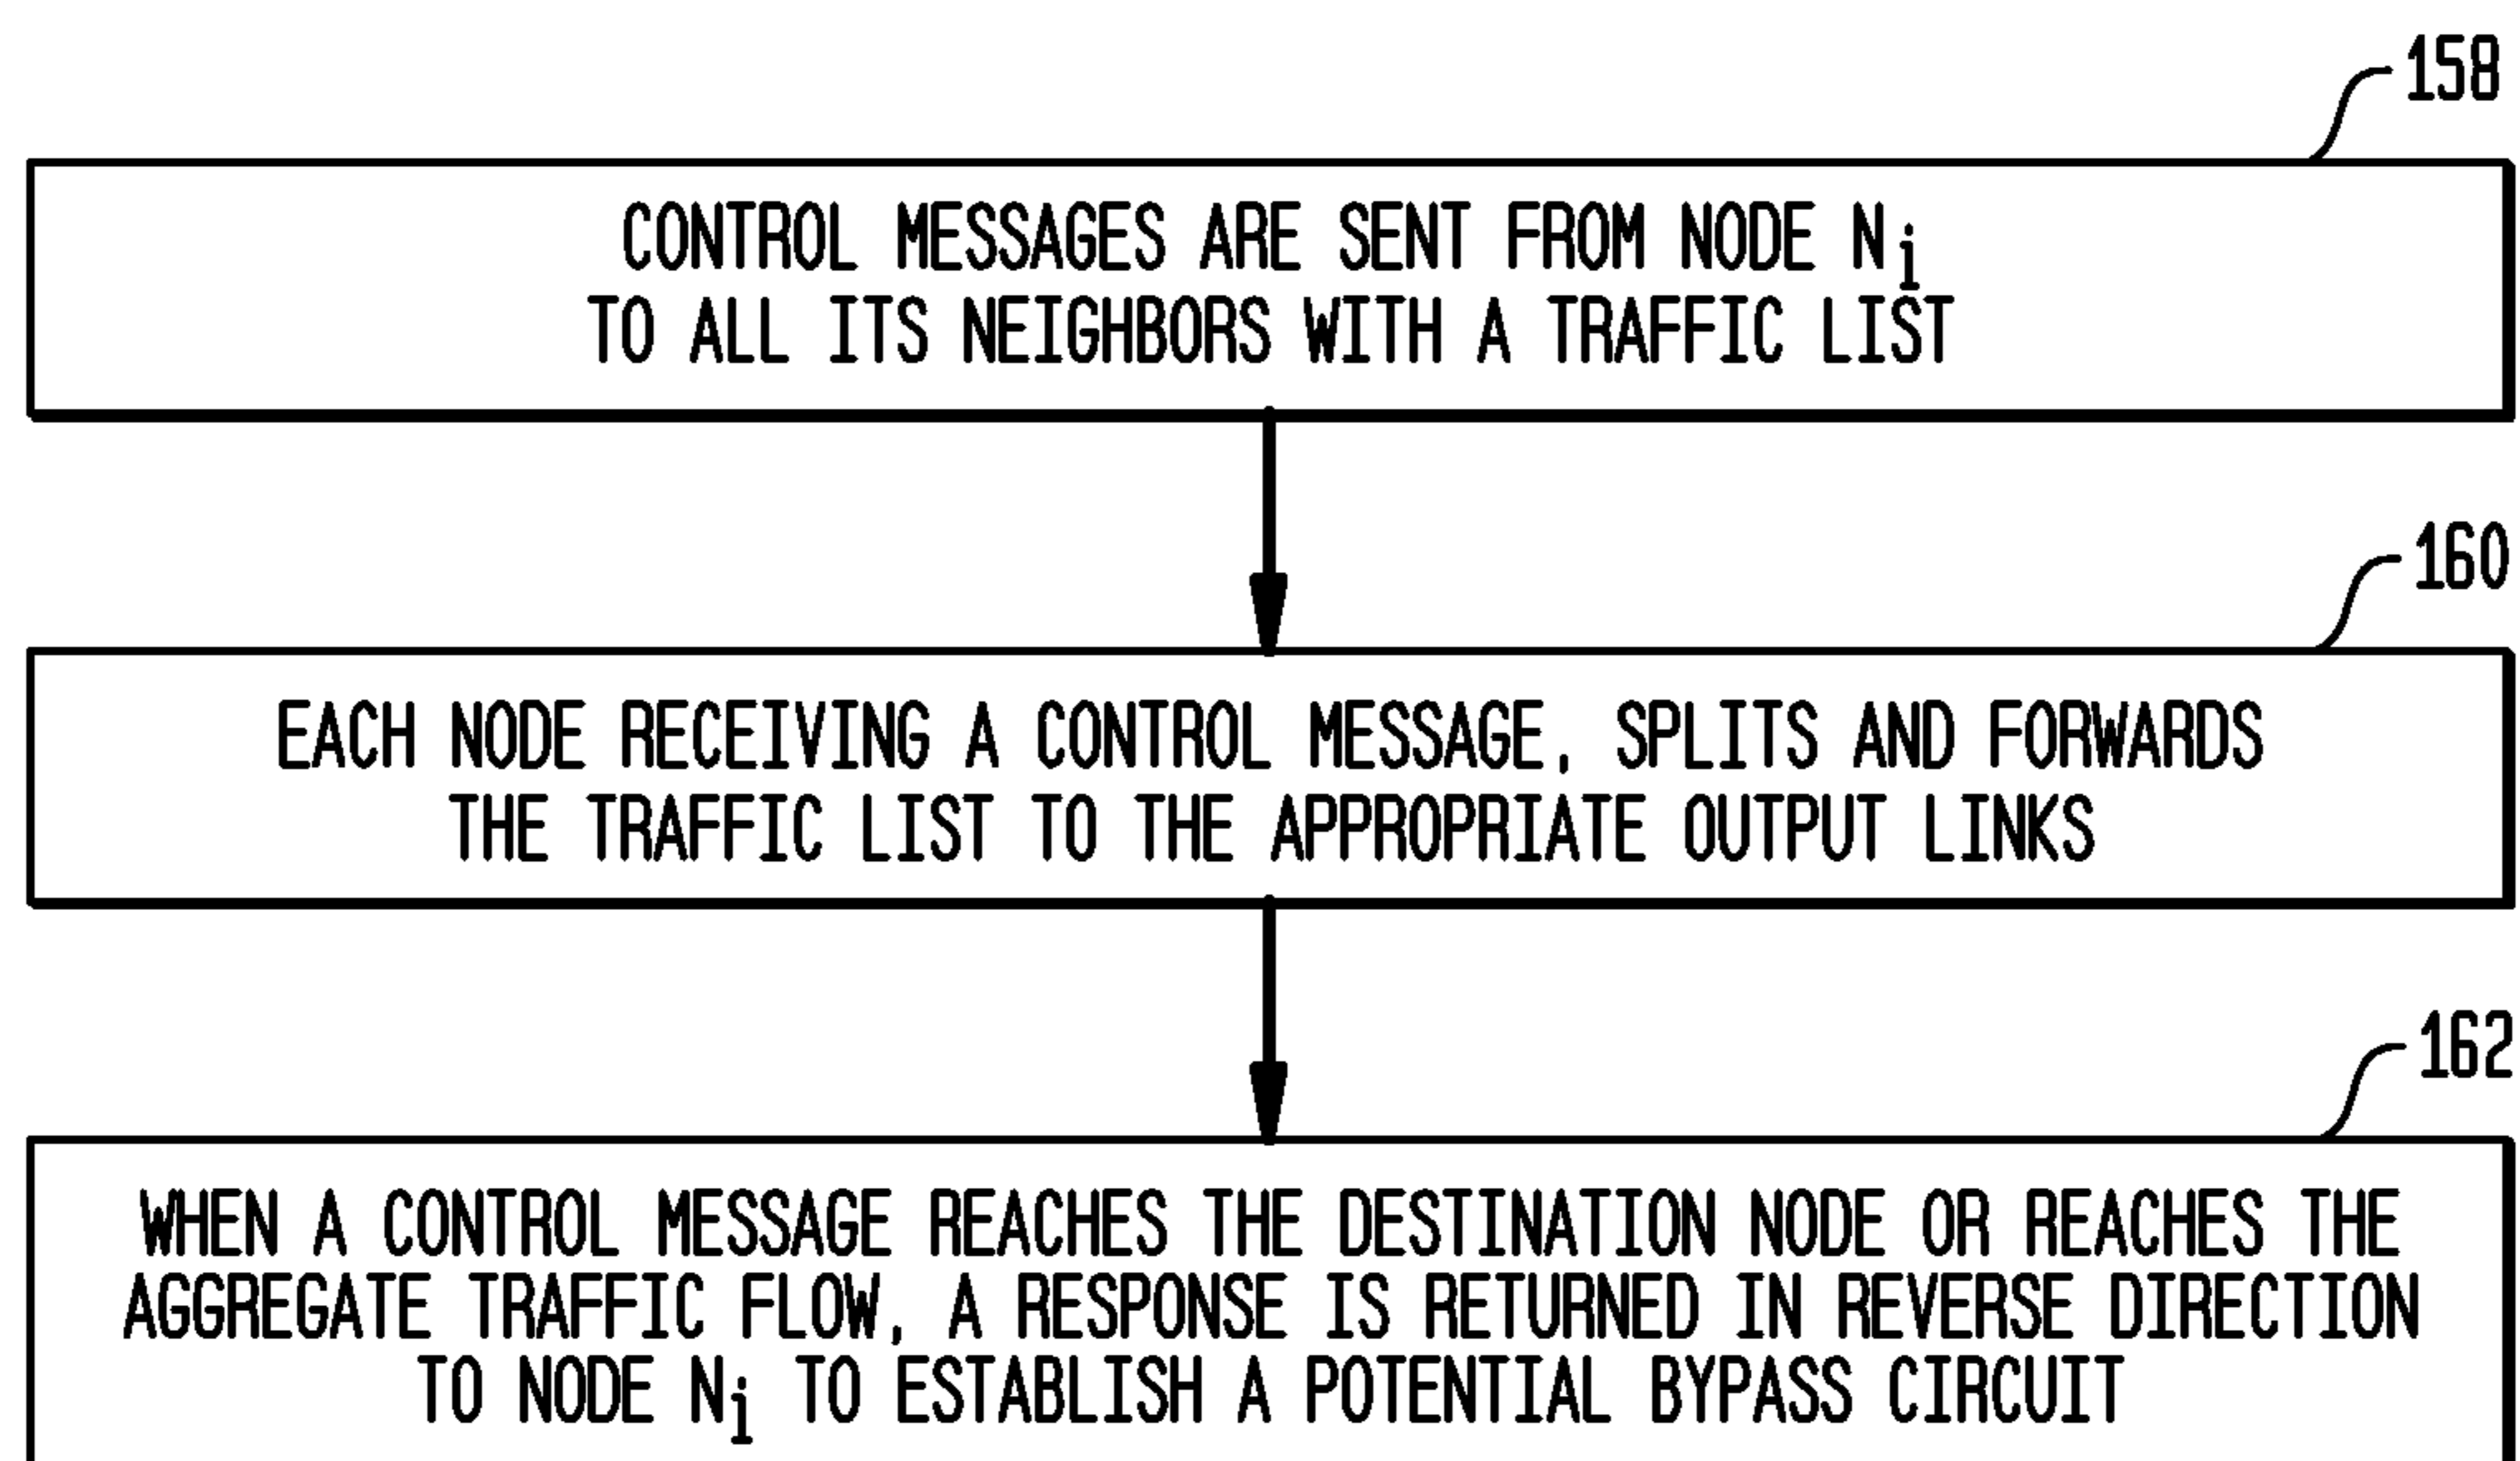 158
CONTROL MESSAGES ARE SENT FROM NODE Ni
TO ALL ITS NEIGHBORS WITH A TRAFFIC LIST
160
EACH NODE RECEIVING A CONTROL MESSAGE, SPLITS AND FORWARDS
THE TRAFFIC LIST TO THE APPROPRIATE OUTPUT LINKS
162
WHEN A CONTROL MESSAGE REACHES THE DESTINATION NODE OR REACHES THE
AGGREGATE TRAFFIC FLOW, A RESPONSE IS RETURNED IN REVERSE DIRECTION
TO NODE Ni TO ESTABLISH A POTENTIAL BYPASS CIRCUIT